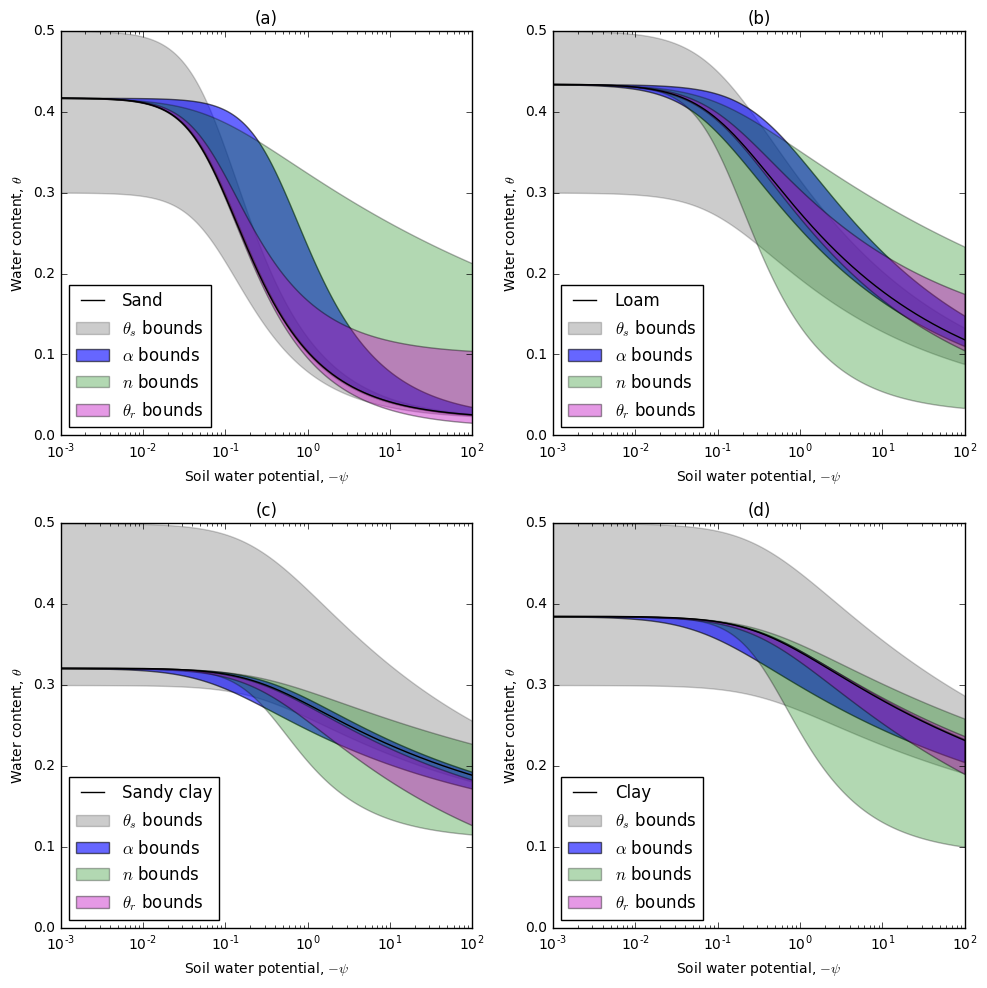 (a)
0.5
0.4
0.3
0.2
0.1
0.0
Water content, θ
Sand
θs bounds
α bounds
n bounds
θr bounds
10^-3 10^-2 10^-1 10^0 10^1 10^2
Soil water potential, −ψ
(b)
0.5
0.4
0.3
0.2
0.1
0.0
Water content, θ
Loam
θs bounds
α bounds
n bounds
θr bounds
10^-3 10^-2 10^-1 10^0 10^1 10^2
Soil water potential, −ψ
(c)
0.5
0.4
0.3
0.2
0.1
0.0
Water content, θ
Sandy clay
θs bounds
α bounds
n bounds
θr bounds
10^-3 10^-2 10^-1 10^0 10^1 10^2
Soil water potential, −ψ
(d)
0.5
0.4
0.3
0.2
0.1
0.0
Water content, θ
Clay
θs bounds
α bounds
n bounds
θr bounds
10^-3 10^-2 10^-1 10^0 10^1 10^2
Soil water potential, −ψ